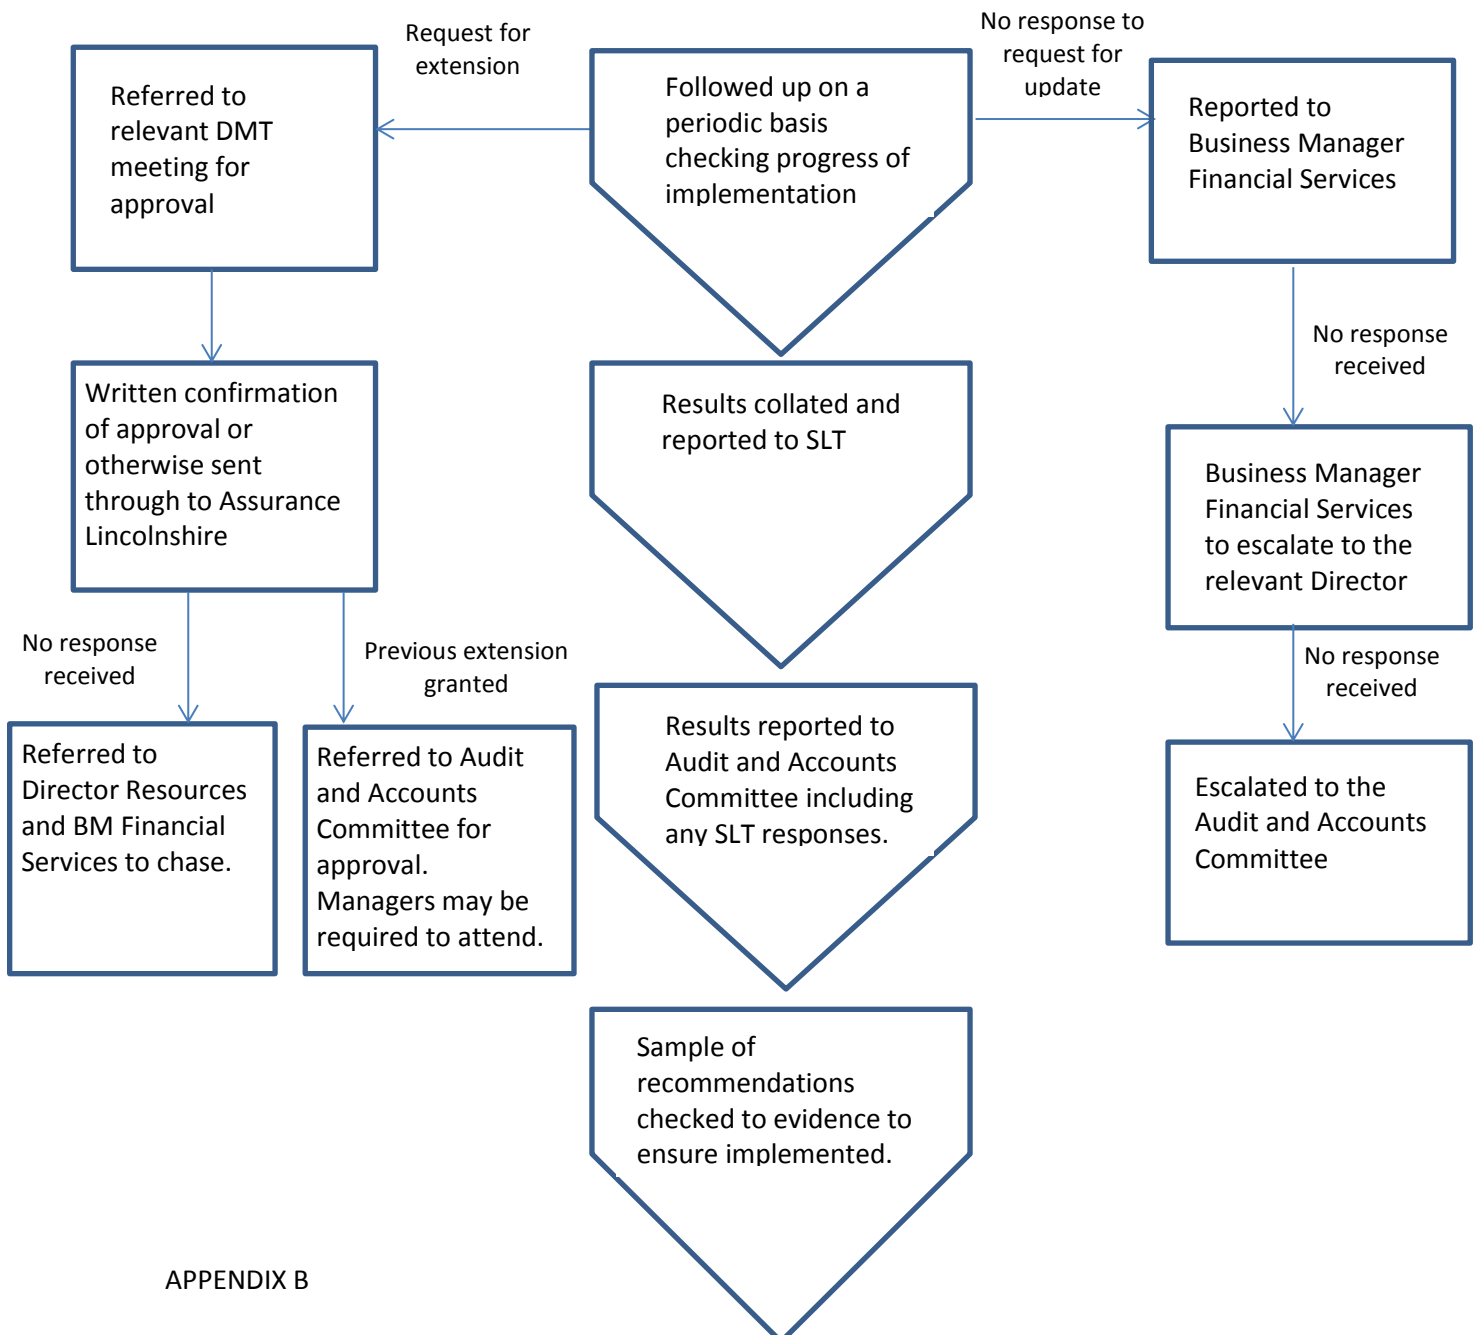 Request for
extension
No response to
request for
update
Referred to
relevant DMT
meeting for
approval
Followed up on a
periodic basis
checking progress of
implementation
Reported to
Business Manager
Financial Services
No response
received
Written confirmation
of approval or
otherwise sent
through to Assurance
Lincolnshire
Results collated and
reported to SLT
Business Manager
Financial Services
to escalate to the
relevant Director
No response
received
Previous extension
granted
No response
received
Referred to
Director Resources
and BM Financial
Services to chase.
Referred to Audit
and Accounts
Committee for
approval.
Managers may be
required to attend.
Results reported to
Audit and Accounts
Committee including
any SLT responses.
Escalated to the
Audit and Accounts
Committee
Sample of
recommendations
checked to evidence to
ensure implemented.
APPENDIX B